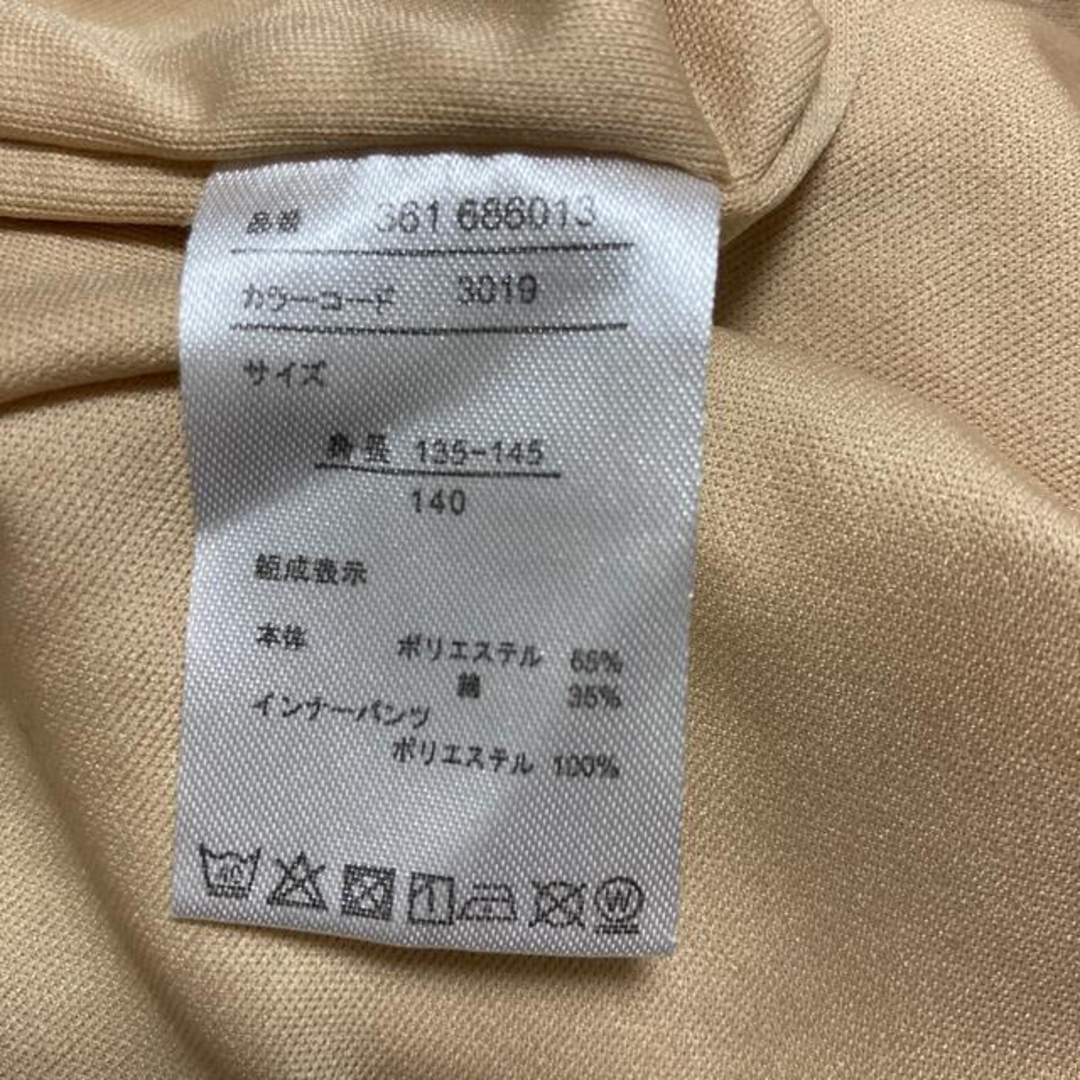 品番 361 686013
カラーコード 3019
サイズ
身長 135-145
140
組成表示
本体 ポリエステル 65%
綿 35%
インナーパンツ
ポリエステル 100%
40
W